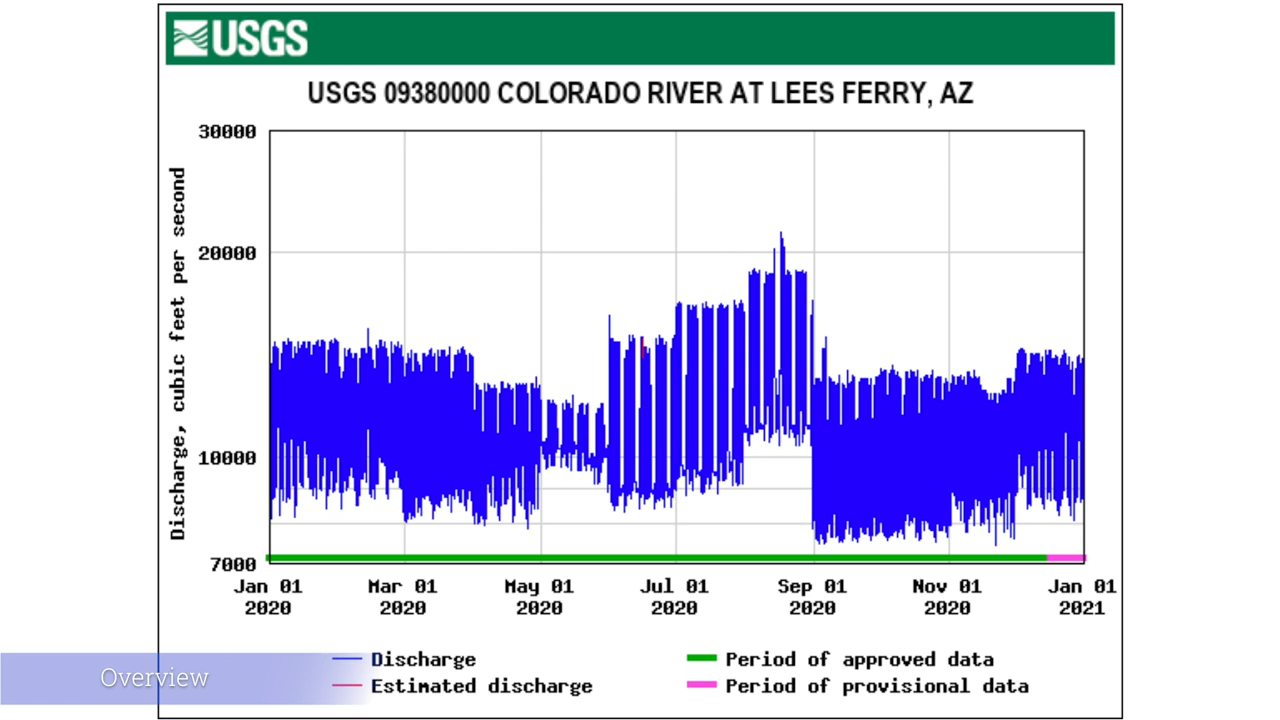 USGS
USGS 09380000 COLORADO RIVER AT LEES FERRY, AZ
Discharge, cubic feet per second
30000
20000
10000
7000
Jan 01 Mar 01 May 01 Jul 01 Sep 01 Nov 01 Jan 01
2020 2020 2020 2020 2020 2020 2021
Discharge Period of approved data
Estimated discharge Period of provisional data
Overview